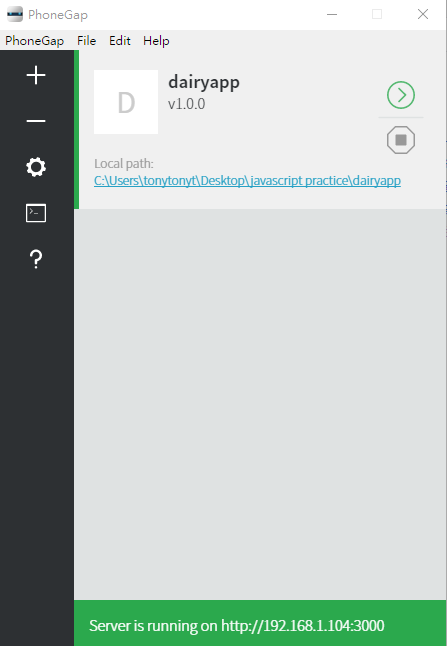 PhoneGap
PhoneGap File Edit Help
D
dairyapp
v1.0.0
Local path:
C:\Users\tonytonyt\Desktop\javascript practice\dairyapp
Server is running on http://192.168.1.104:3000